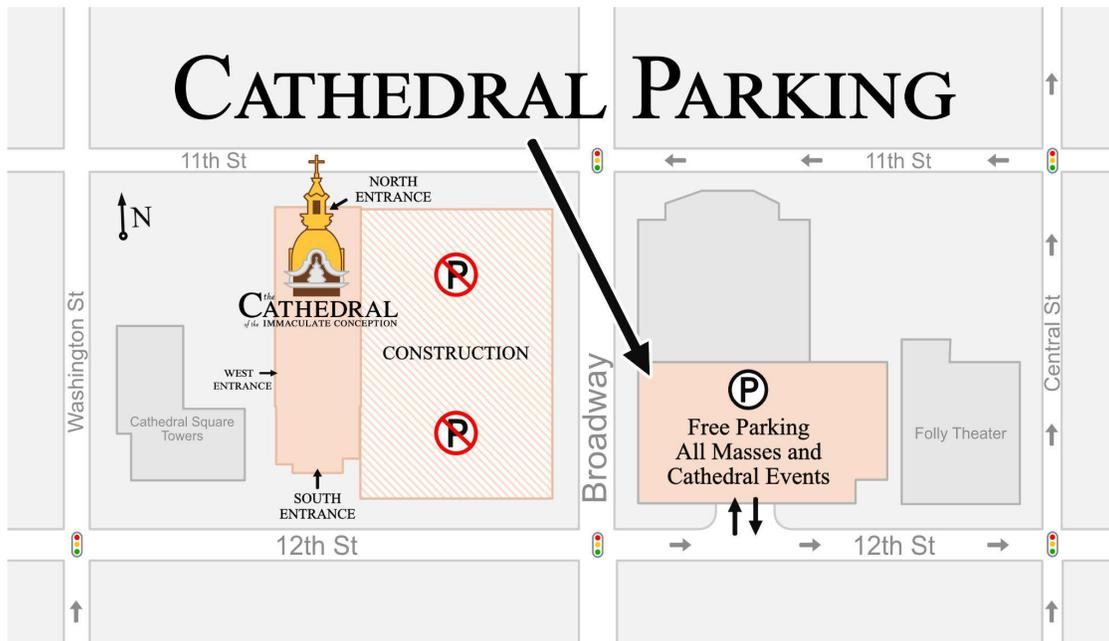 CATHEDRAL PARKING
11th St
11th St
N
NORTH
ENTRANCE
the
CATHEDRAL
of the IMMACULATE CONCEPTION
P
CONSTRUCTION
P
WEST
ENTRANCE
SOUTH
ENTRANCE
Washington St
Cathedral Square
Towers
Broadway
P
Free Parking
All Masses and
Cathedral Events
Folly Theater
Central St
12th St
12th St